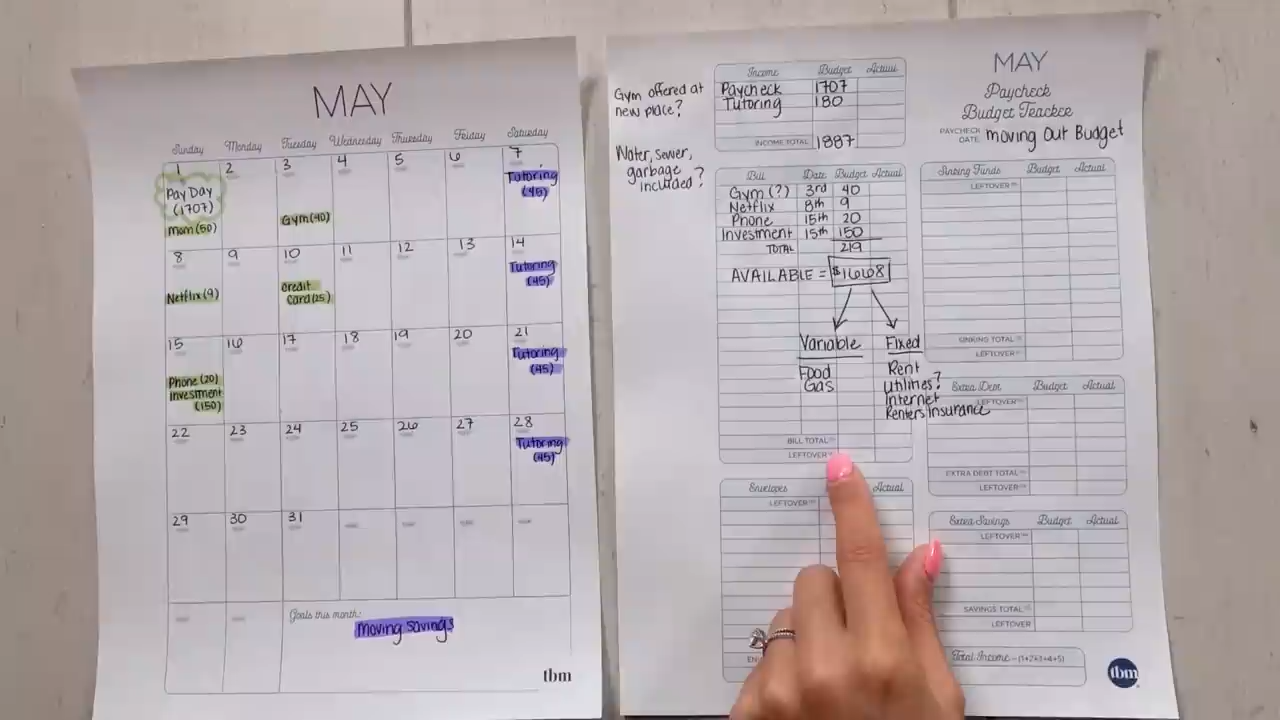 MAY
Sunday Monday Tuesday Wednesday Thursday Friday Saturday
1 2 3 4 5 6 7
Pay Day
(1707)
Mom (50)
Gym (40)
Tutoring
(45)
8 9 10 11 12 13 14
Netflix (9)
credit
Card (25)
Tutoring
(45)
15 16 17 18 19 20 21
Phone (20)
Investment
(150)
Tutoring
(45)
22 23 24 25 26 27 28
Tutoring
(45)
29 30 31
Goals this month:
Moving Savings
tbm
Gym offered at
new place?
Water, sewer,
garbage
included?
MAY
Paycheck
Budget Tracker
PAYCHECK
DATE:
Moving Out Budget
Income Budget Actual
Paycheck 1707
Tutoring 180
INCOME TOTAL 1887
Bill Date Budget Actual
Gym (?) 3rd 40
Netflix 8th 9
Phone 15th 20
Investment 15th 150
TOTAL 219
AVAILABLE = $1668
Variable
Food
Gas
Fixed
Rent
Utilities?
Internet
Renters Insurance
BILL TOTAL
LEFTOVER
Envelopes Actual
LEFTOVER
EN
Sinking Funds Budget Actual
LEFTOVER
SINKING TOTAL
LEFTOVER
Extra Debt Budget Actual
LEFTOVER
EXTRA DEBT TOTAL
LEFTOVER
Extra Savings Budget Actual
LEFTOVER
SAVINGS TOTAL
LEFTOVER
Total Income - (1+2+3+4+5)
tbm